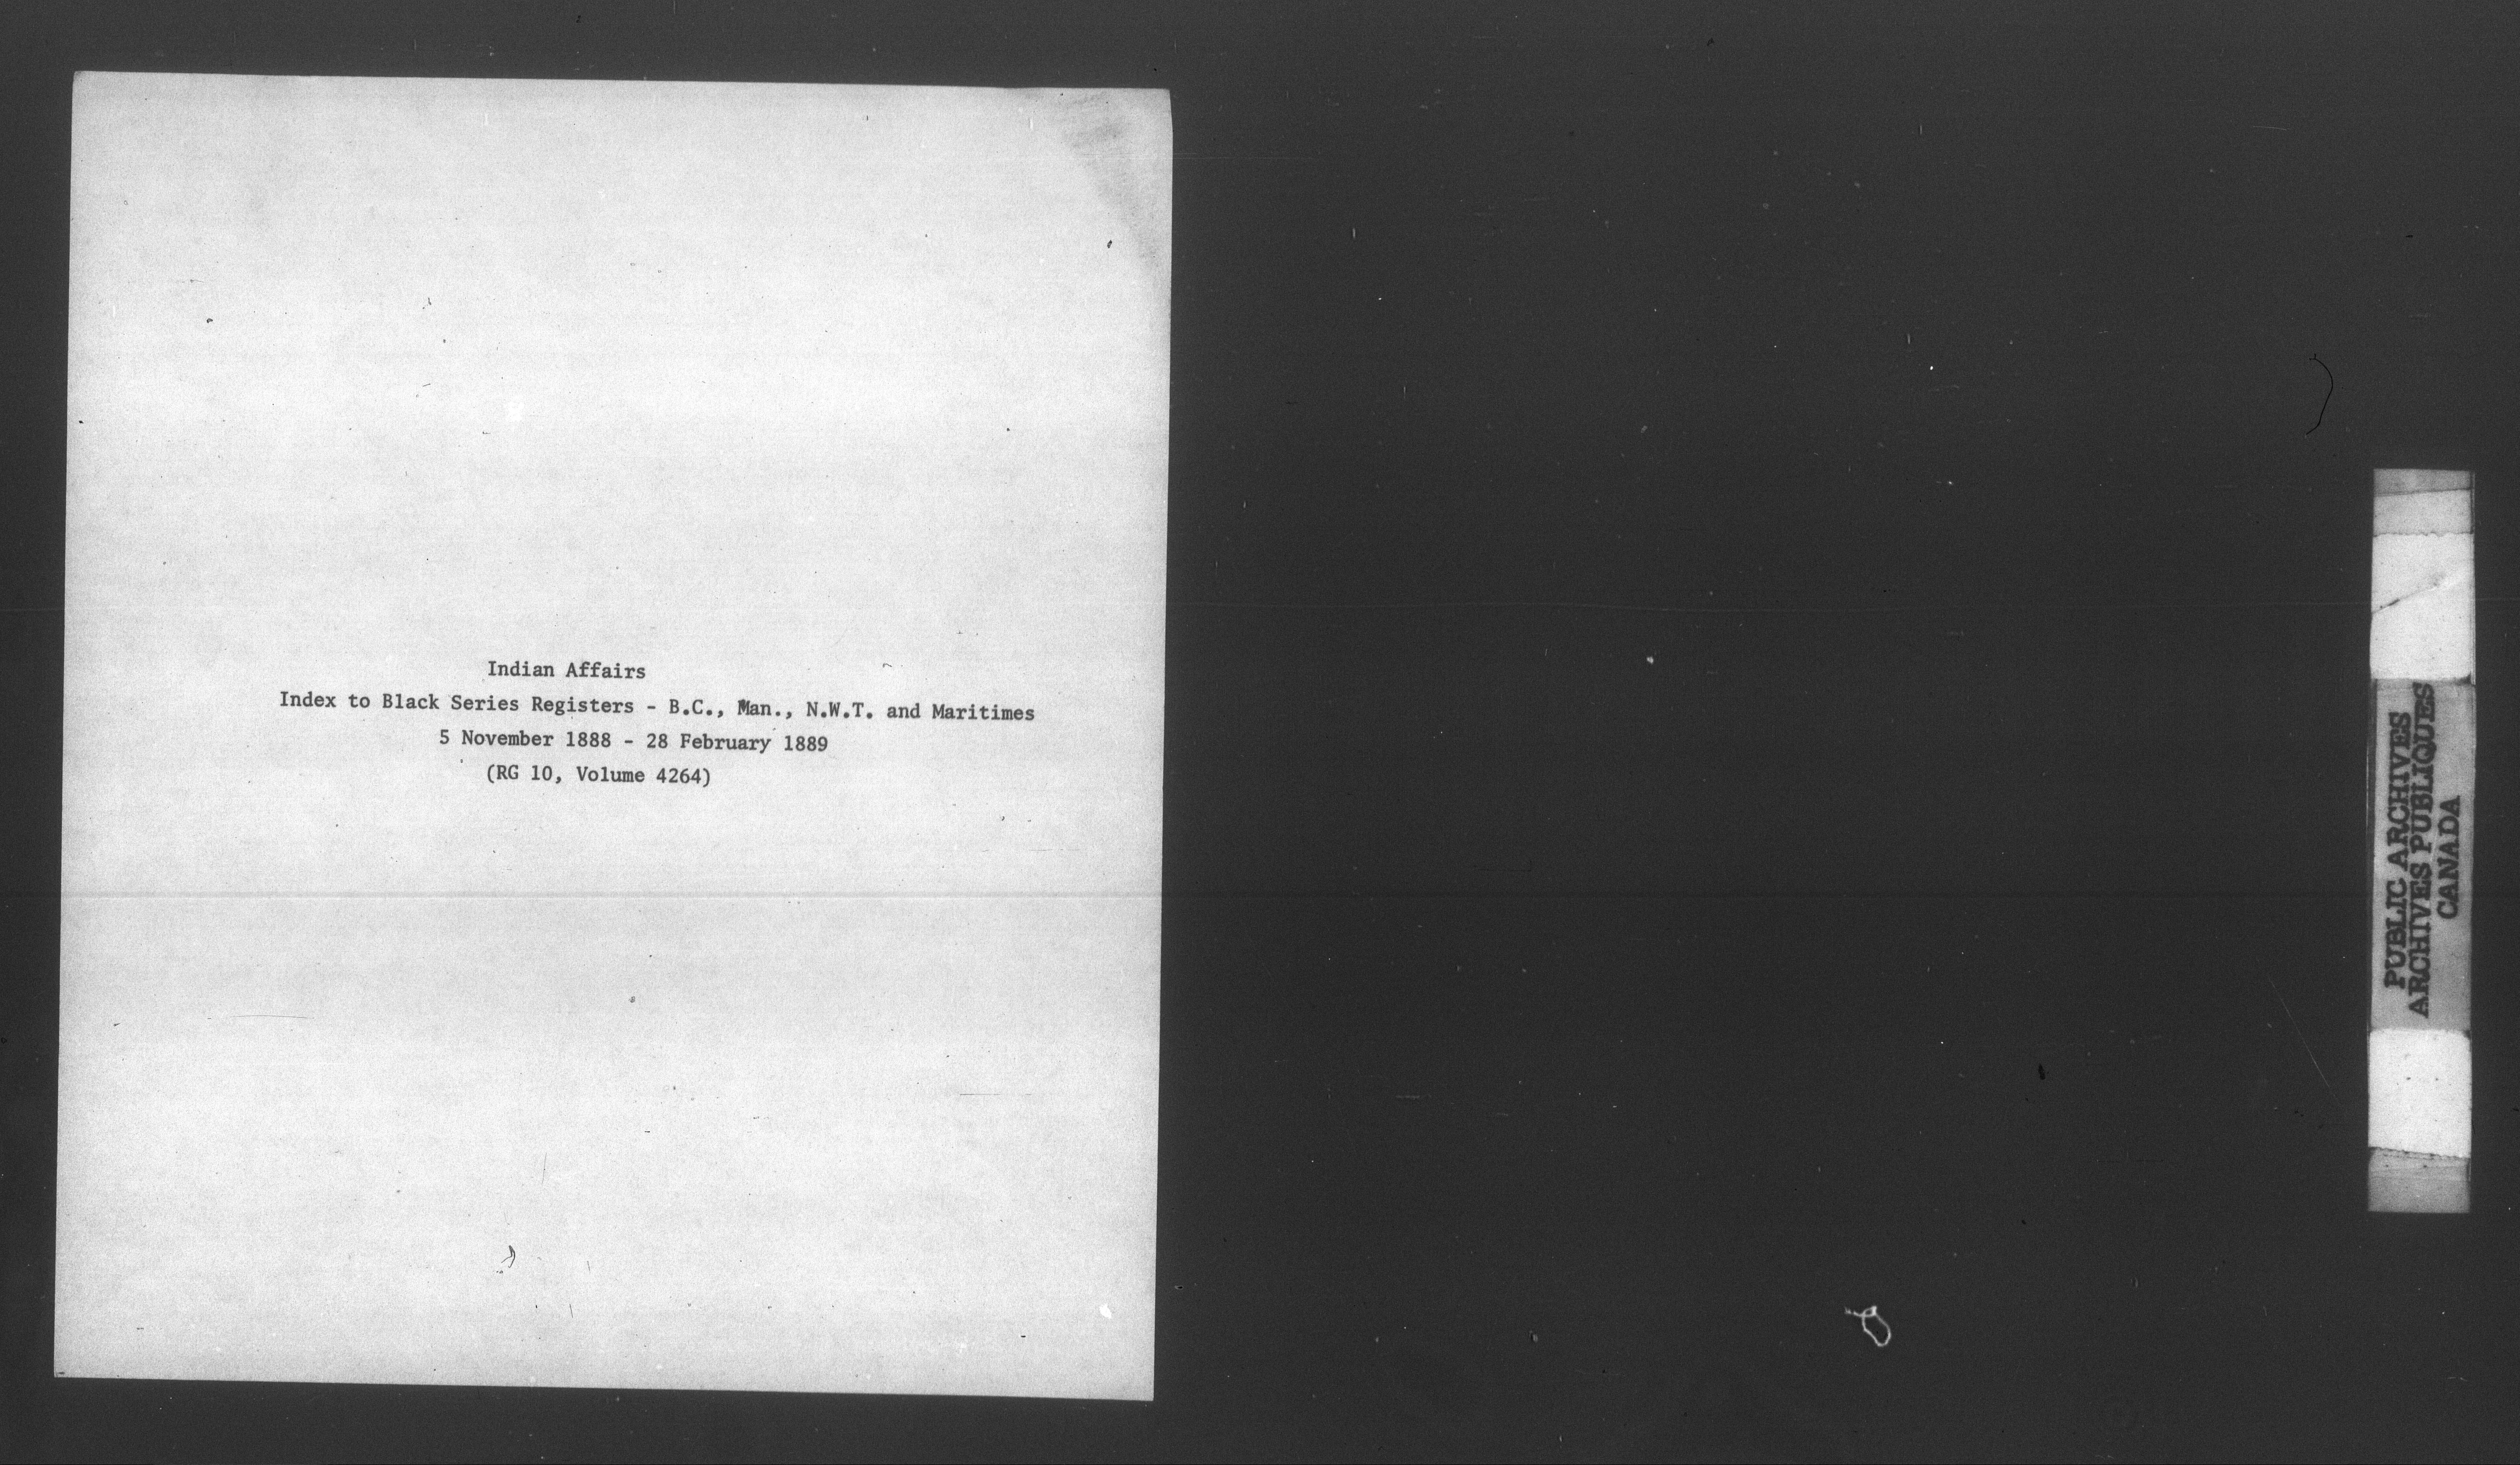 Indian Affairs
Index to Black Series Registers - B.C., Man., N.W.T. and Maritimes
5 November 1888 - 28 February 1889
(RG 10, Volume 4264)
PUBLIC ARCHIVES
ARCHIVES PUBLIQUES
CANADA